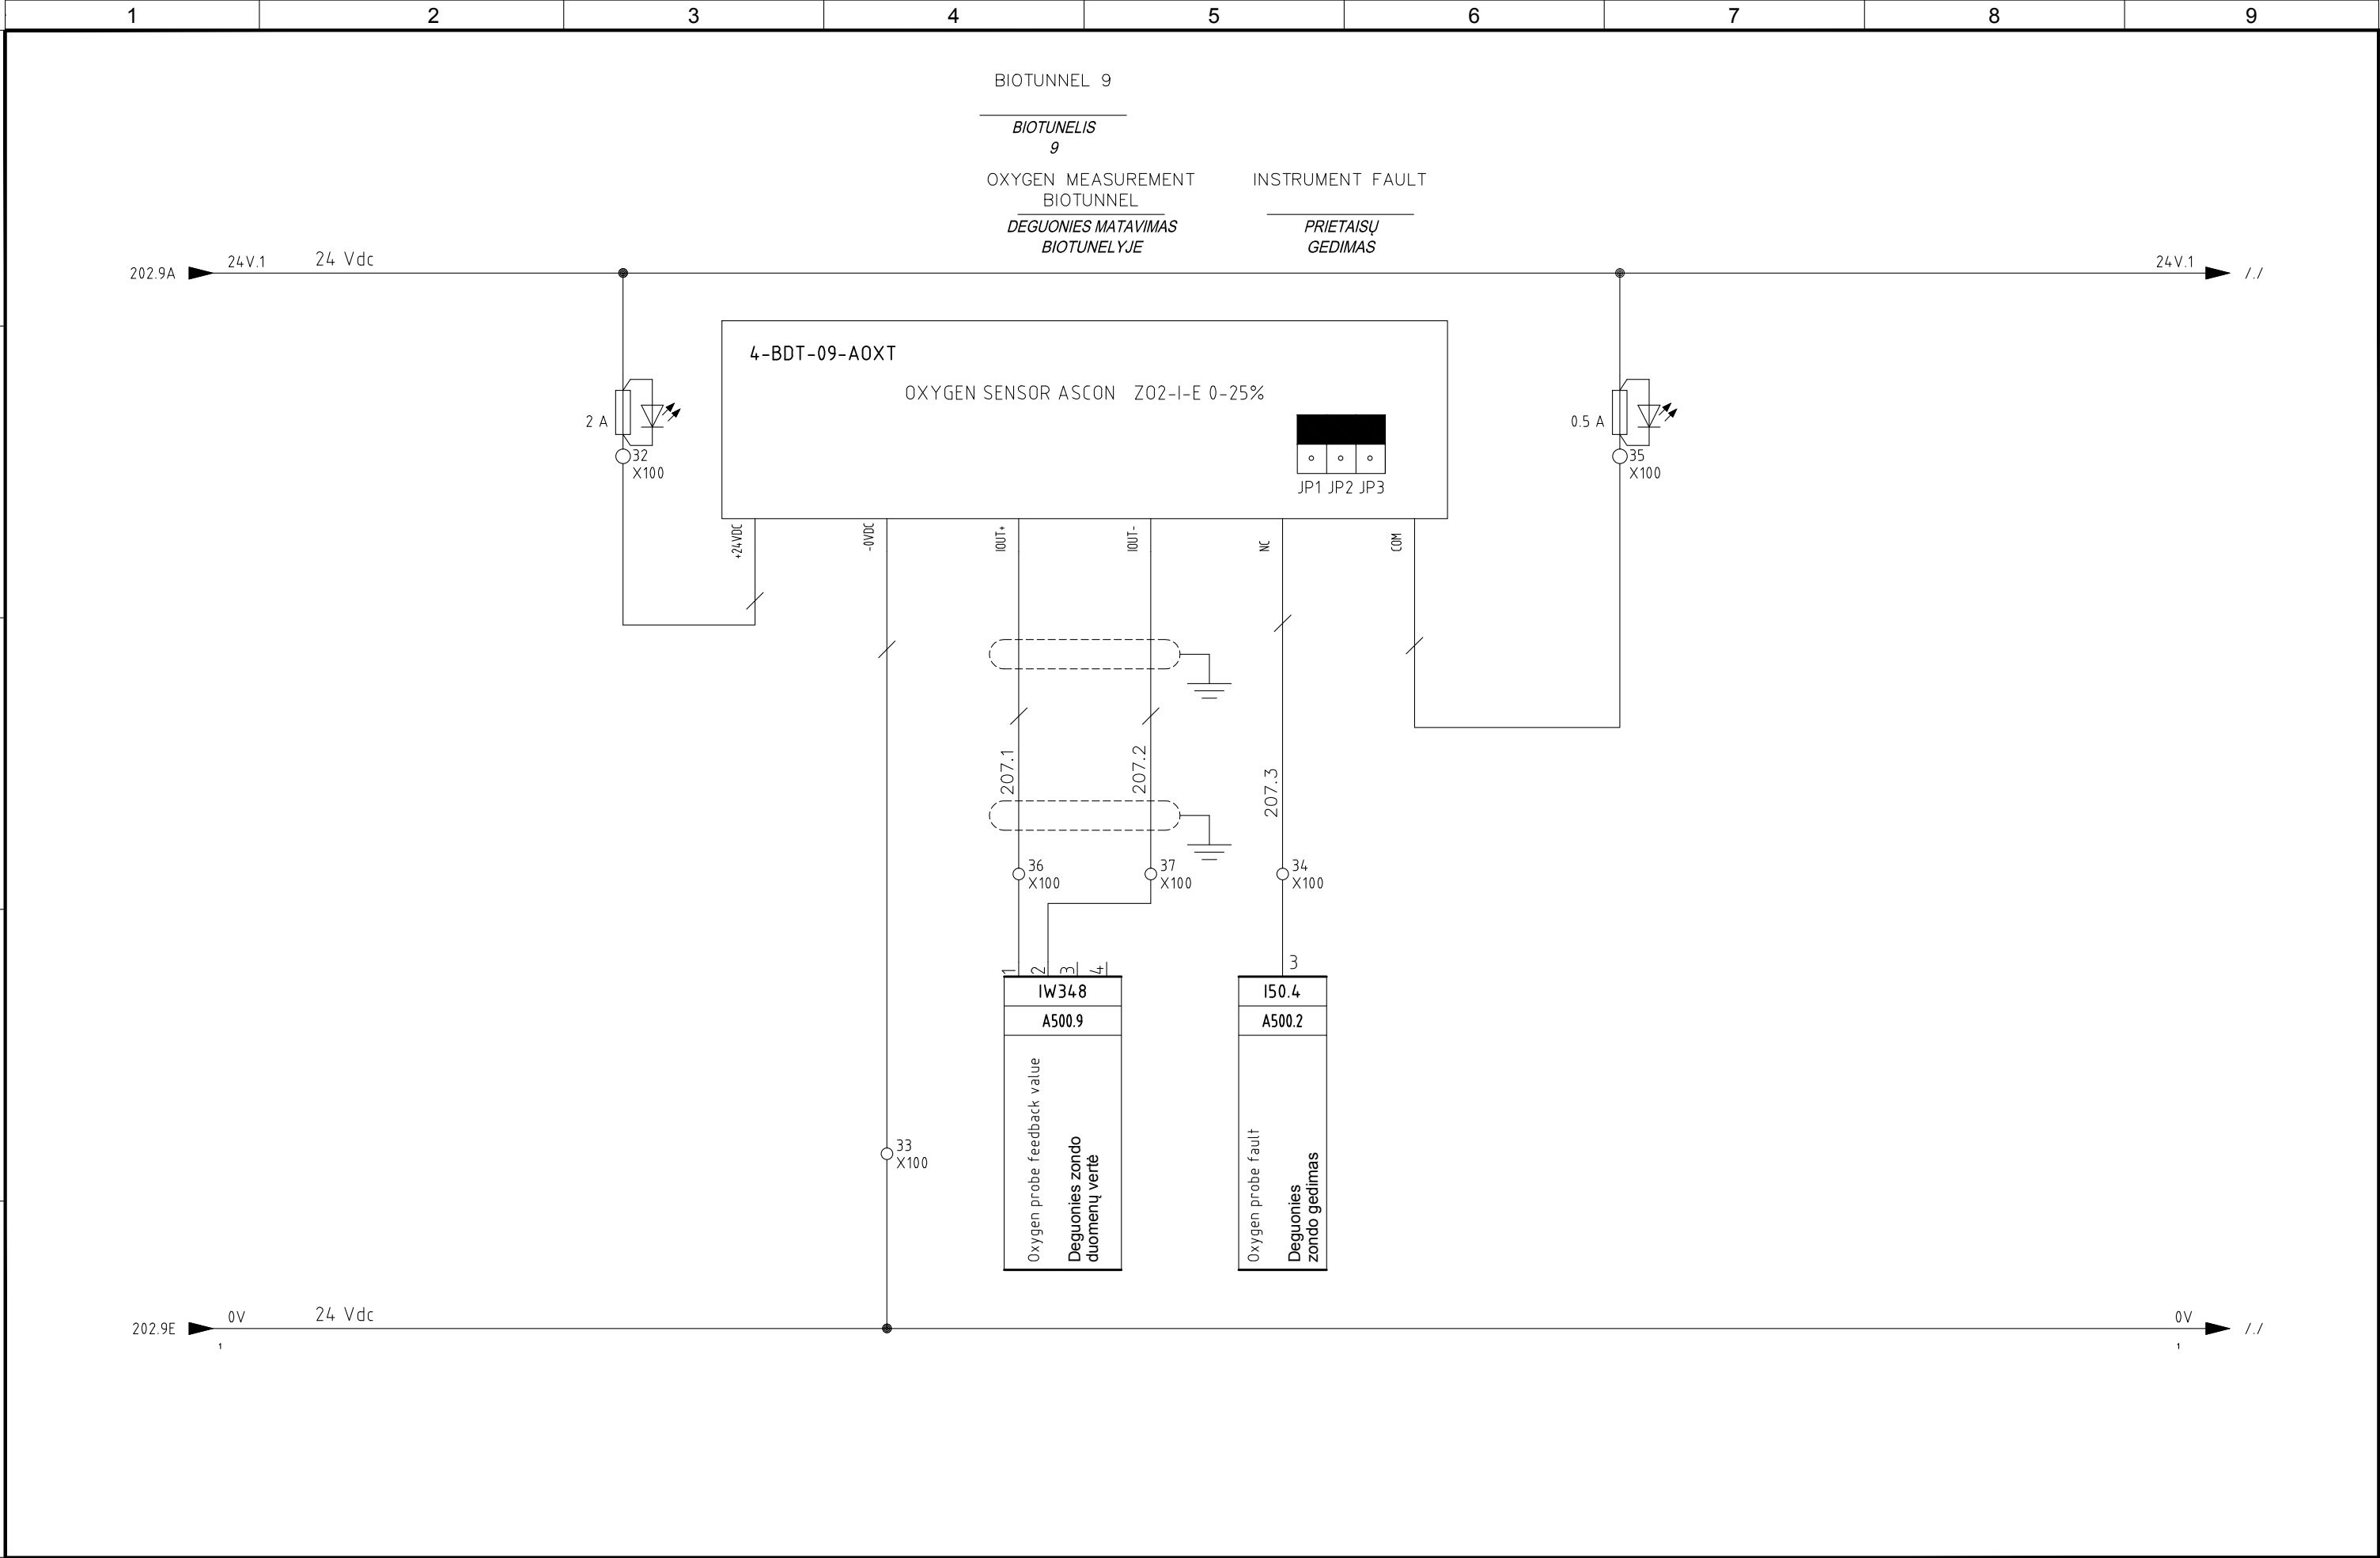 1 2 3 4 5 6 7 8 9
BIOTUNNEL 9
BIOTUNELIS
9
OXYGEN MEASUREMENT
BIOTUNNEL
DEGUONIES MATAVIMAS
BIOTUNELYJE
INSTRUMENT FAULT
PRIETAISŲ
GEDIMAS
202.9A 24V.1 24 Vdc 24V.1 /./
4-BDT-09-AOXT
OXYGEN SENSOR ASCON ZO2-I-E 0-25%
2 A
32
X100
JP1 JP2 JP3
0.5 A
35
X100
+24VDC
-0VDC
IOUT+
IOUT-
NC
COM
207.1
207.2
207.3
36
X100
37
X100
34
X100
1 2 3 4
IW348
A500.9
Oxygen probe feedback value
Deguonies zondo
duomenų vertė
3
I50.4
A500.2
Oxygen probe fault
Deguonies
zondo gedimas
33
X100
202.9E 0V 24 Vdc 0V /./
1 1